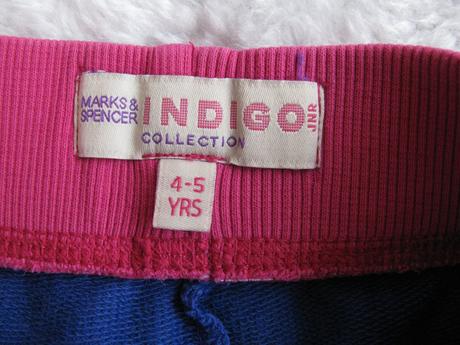 MARKS &
SPENCER
INDIGO
JNR
COLLECTION
4-5
YRS